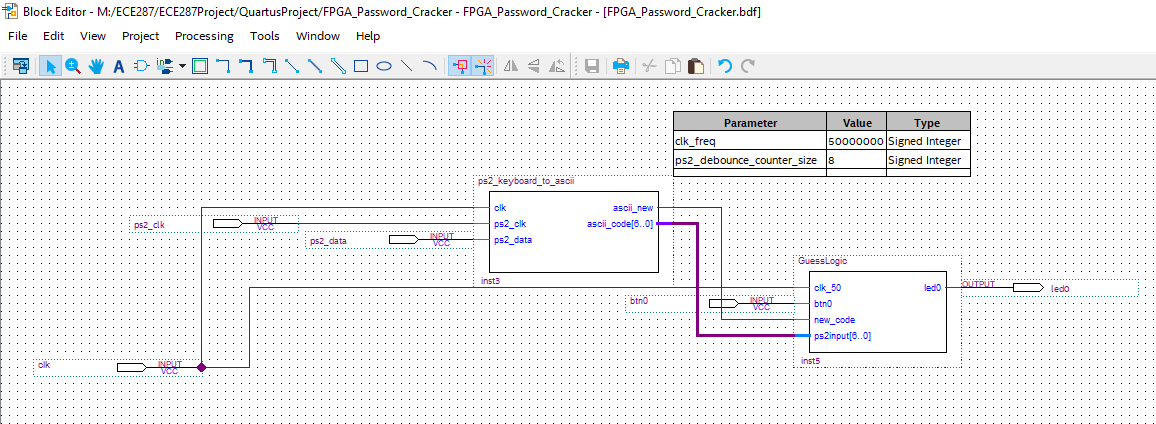 Block Editor - M:/ECE287/ECE287Project/QuartusProject/FPGA_Password_Cracker - FPGA_Password_Cracker - [FPGA_Password_Cracker.bdf]
File Edit View Project Processing Tools Window Help
Parameter Value Type
clk_freq 50000000 Signed Integer
ps2_debounce_counter_size 8 Signed Integer
ps2_keyboard_to_ascii
clk ascii_new
ps2_clk INPUT VCC ps2_clk ascii_code[6..0]
ps2_data INPUT VCC ps2_data
inst3
GuessLogic
clk_50 led0 OUTPUT led0
btn0 INPUT VCC btn0
new_code
ps2input[6..0]
inst5
clk INPUT VCC